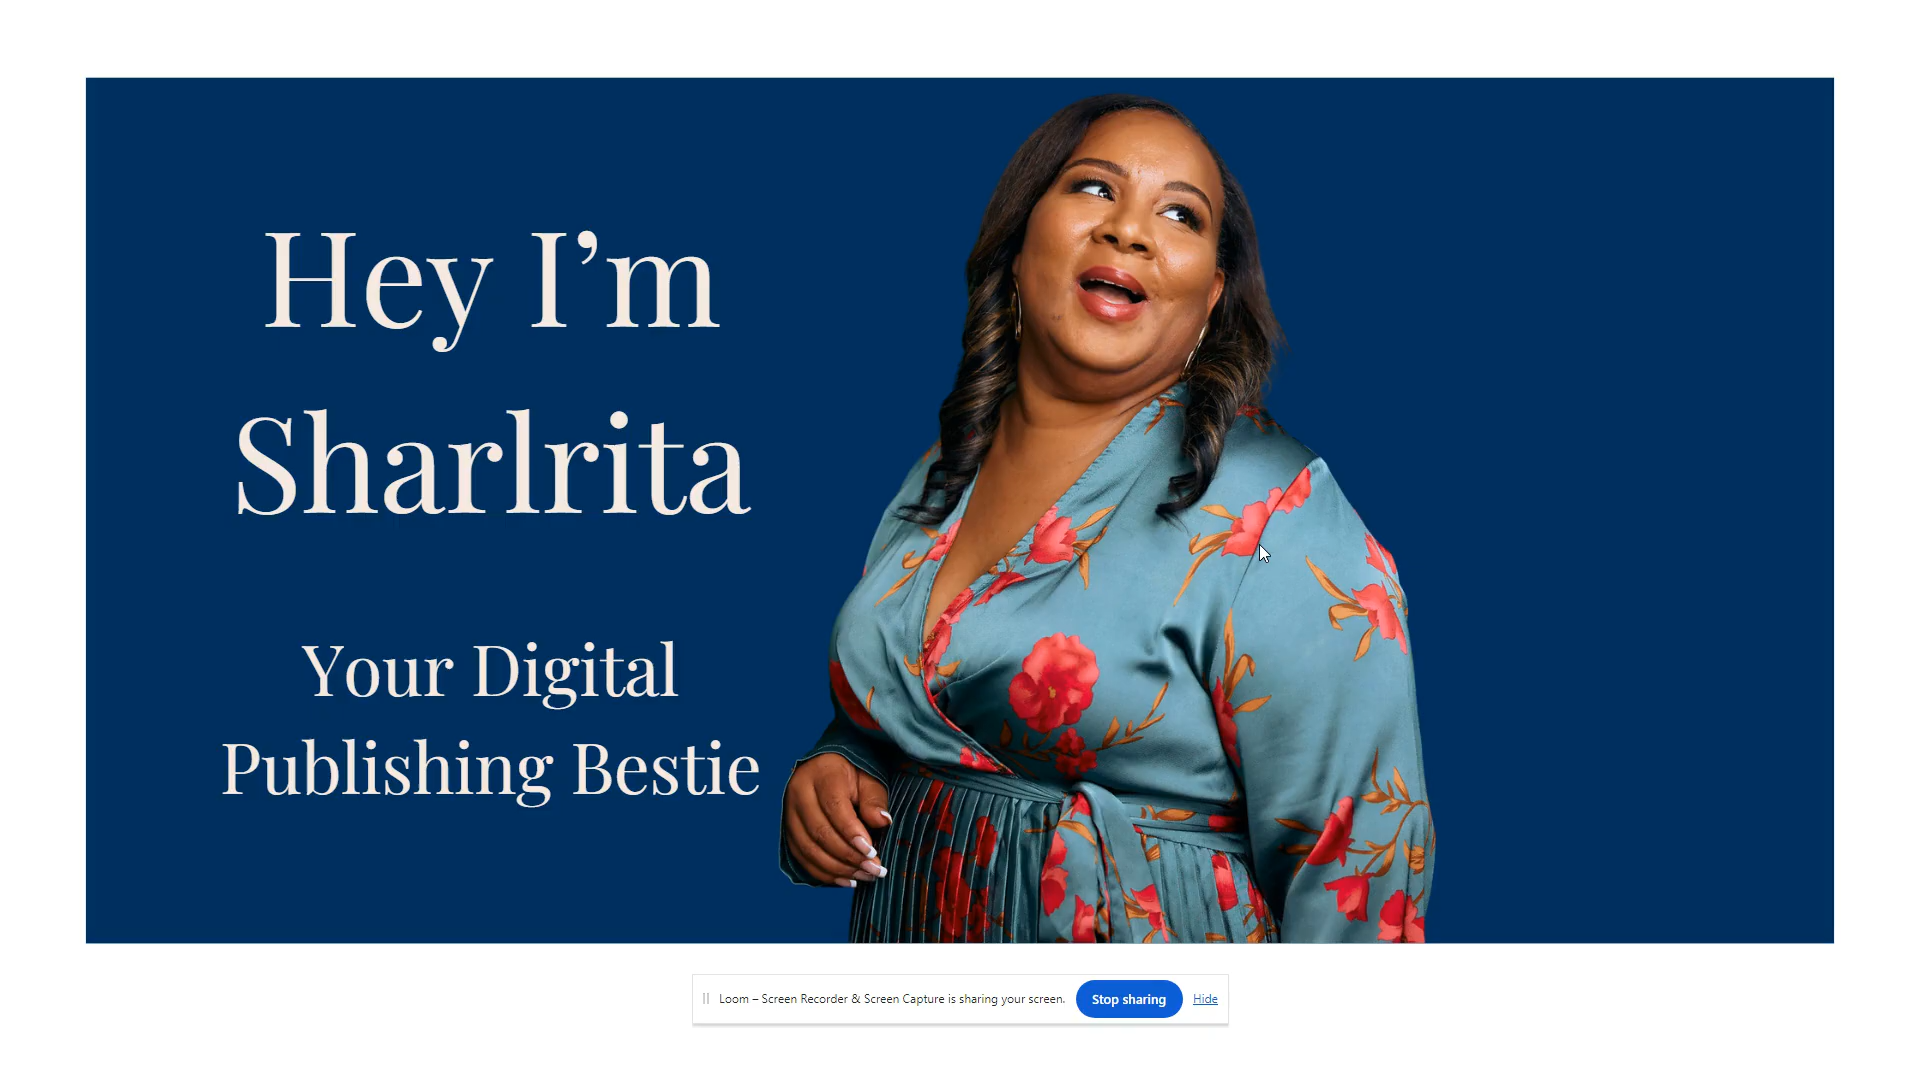 Hey I’m
Sharlrita
Your Digital
Publishing Bestie
Loom – Screen Recorder & Screen Capture is sharing your screen.
Stop sharing
Hide